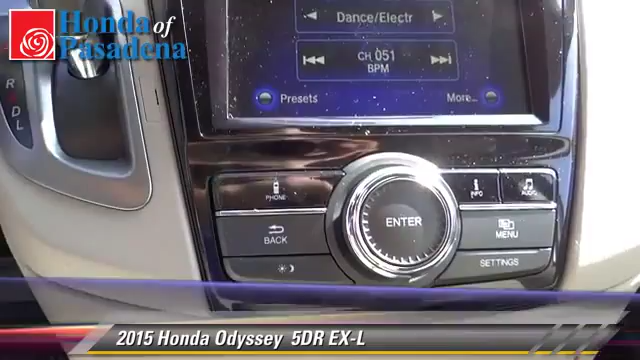 Honda of
Pasadena
Dance/Electr
CH 051
BPM
Presets
More...
R
D
L
PHONE
ENTER
INFO
AUDIO
BACK
MENU
SETTINGS
2015 Honda Odyssey 5DR EX-L